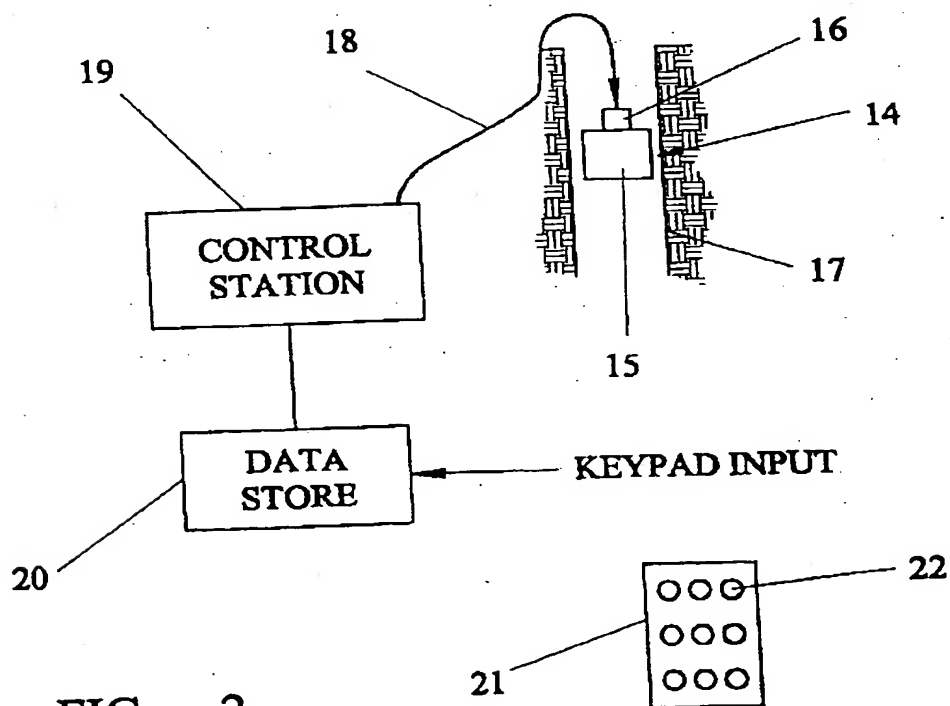 18
16
19
14
CONTROL
STATION
17
15
DATA
STORE
KEYPAD INPUT
20
22
21